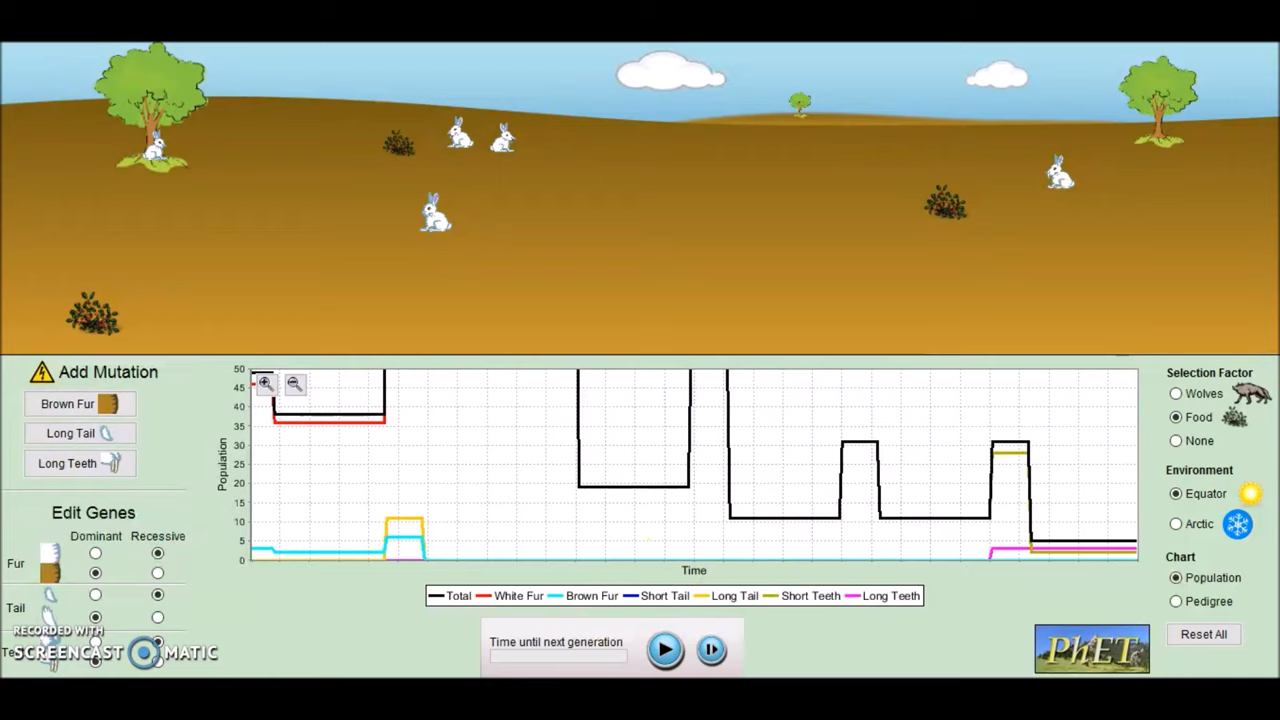 Add Mutation
Brown Fur
Long Tail
Long Teeth
Edit Genes
Dominant Recessive
Fur
Tail
RECORDED WITH
SCREENCAST MATIC
50
45
40
35
30
25
20
15
10
5
0
Population
Time
Total White Fur Brown Fur Short Tail Long Tail Short Teeth Long Teeth
Time until next generation
Selection Factor
Wolves
Food
None
Environment
Equator
Arctic
Chart
Population
Pedigree
Reset All
PhET